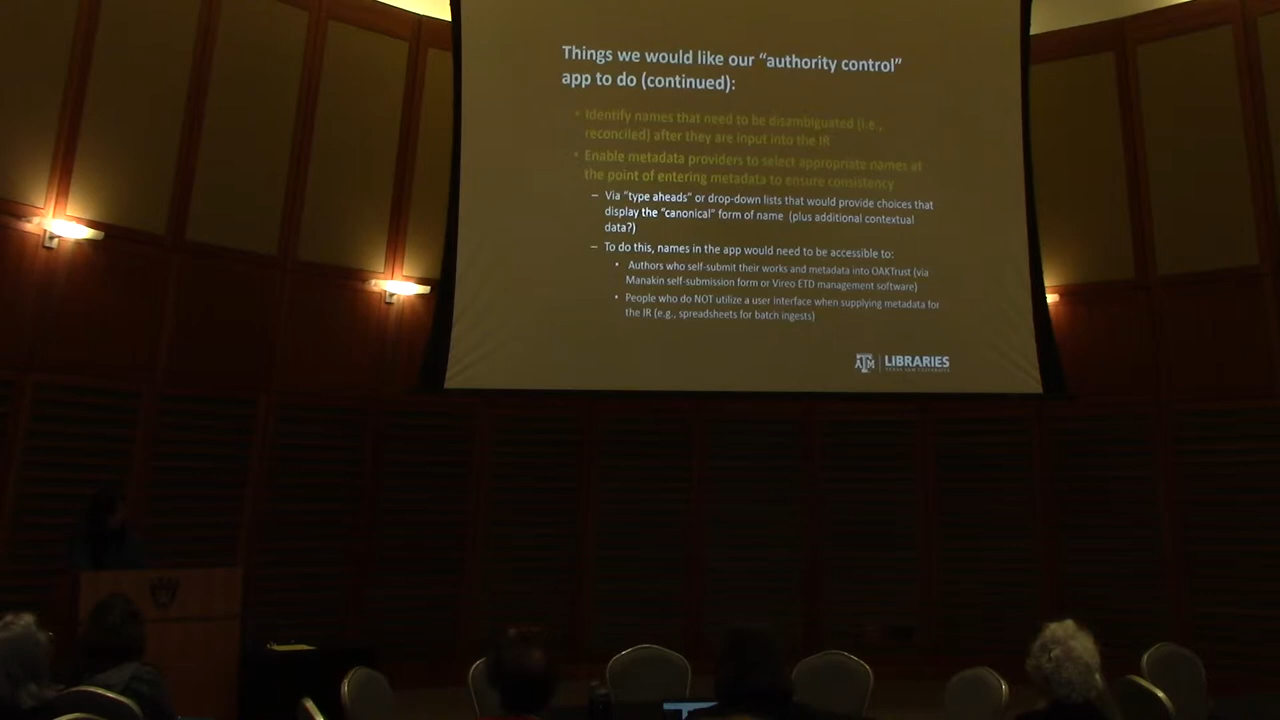 Things we would like our “authority control”
app to do (continued):
• Identify names that need to be disambiguated (i.e.,
reconciled) after they are input into the IR
• Enable metadata providers to select appropriate names at
the point of entering metadata to ensure consistency
– Via “type aheads” or drop-down lists that would provide choices that
display the “canonical” form of name (plus additional contextual
data?)
– To do this, names in the app would need to be accessible to:
• Authors who self-submit their works and metadata into OAKTrust (via
Manakin self-submission form or Vireo ETD management software)
• People who do NOT utilize a user interface when supplying metadata for
the IR (e.g., spreadsheets for batch ingests)
ATM LIBRARIES
TEXAS A&M UNIVERSITY